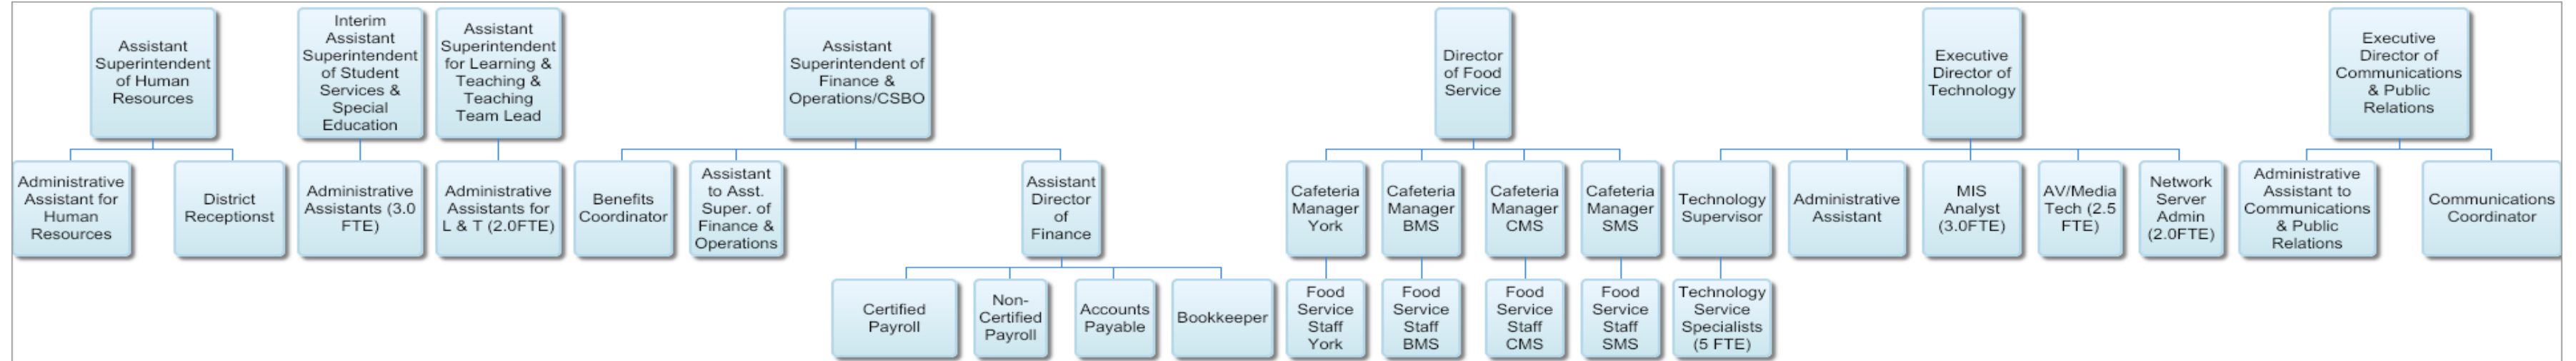 Assistant
Superintendent
of Human
Resources
Interim
Assistant
Superintendent
of Student
Services &
Special
Education
Assistant
Superintendent
for Learning &
Teaching &
Teaching
Team Lead
Assistant
Superintendent of
Finance &
Operations/CSBO
Director
of Food
Service
Executive
Director of
Technology
Executive
Director of
Communications
& Public
Relations
Administrative
Assistant for
Human
Resources
District
Receptionst
Administrative
Assistants (3.0
FTE)
Administrative
Assistants for
L & T (2.0FTE)
Benefits
Coordinator
Assistant
to Asst.
Super. of
Finance &
Operations
Assistant
Director
of
Finance
Cafeteria
Manager
York
Cafeteria
Manager
BMS
Cafeteria
Manager
CMS
Cafeteria
Manager
SMS
Technology
Supervisor
Administrative
Assistant
MIS
Analyst
(3.0FTE)
AV/Media
Tech (2.5
FTE)
Network
Server
Admin
(2.0FTE)
Administrative
Assistant to
Communications
& Public
Relations
Communications
Coordinator
Certified
Payroll
Non-
Certified
Payroll
Accounts
Payable
Bookkeeper
Food
Service
Staff
York
Food
Service
Staff
BMS
Food
Service
Staff
CMS
Food
Service
Staff
SMS
Technology
Service
Specialists
(5 FTE)